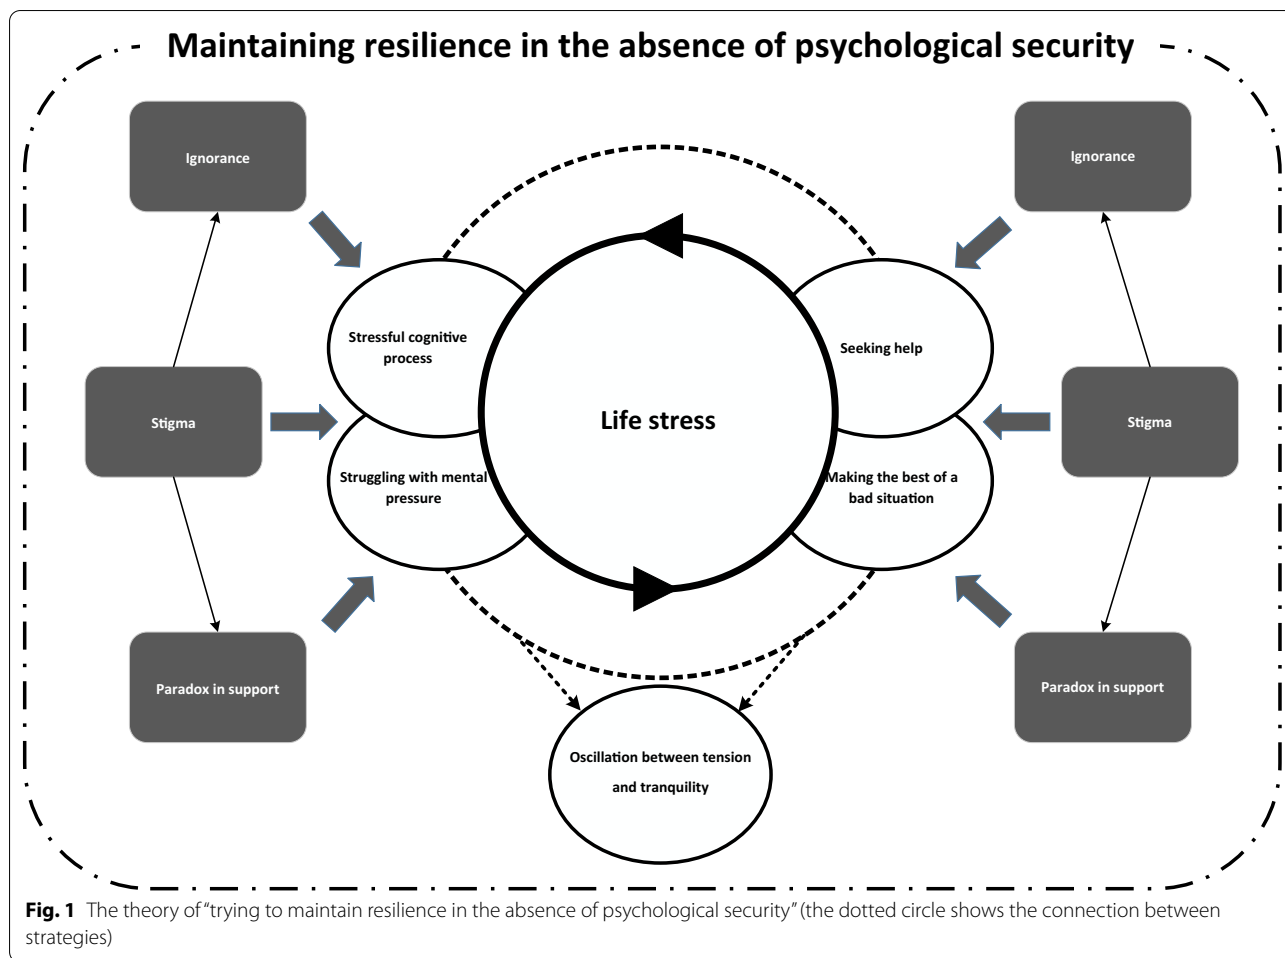 Maintaining resilience in the absence of psychological security
Ignorance
Ignorance
Stressful cognitive
process
Seeking help
Stigma
Life stress
Stigma
Struggling with mental
pressure
Making the best of a
bad situation
Paradox in support
Paradox in support
Oscillation between tension
and tranquility
Fig. 1 The theory of “trying to maintain resilience in the absence of psychological security” (the dotted circle shows the connection between
strategies)